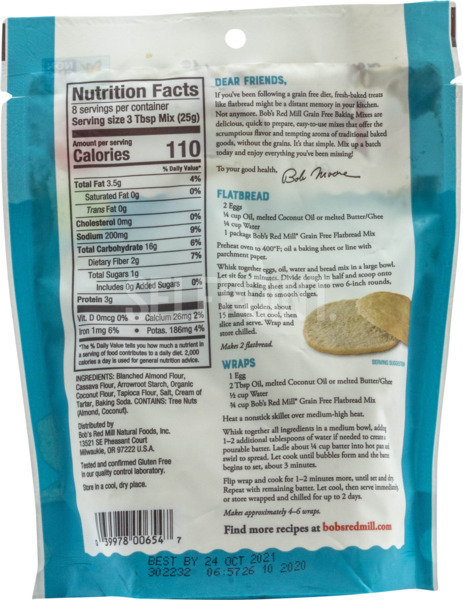 Nutrition Facts
8 servings per container
Serving size 3 Tbsp Mix (25g)
Amount per serving
Calories 110
% Daily Value*
Total Fat 3.5g 4%
Saturated Fat 0g 0%
Trans Fat 0g
Cholesterol 0mg 0%
Sodium 200mg 9%
Total Carbohydrate 16g 6%
Dietary Fiber 2g 7%
Total Sugars 1g
Includes 0g Added Sugars 0%
Protein 3g
Vit. D 0mcg 0% • Calcium 26mg 2%
Iron 1mg 6% • Potas. 186mg 4%
*The % Daily Value tells you how much a nutrient in
a serving of food contributes to a daily diet. 2,000
calories a day is used for general nutrition advice.
INGREDIENTS: Blanched Almond Flour,
Cassava Flour, Arrowroot Starch, Organic
Coconut Flour, Tapioca Flour, Salt, Cream of
Tartar, Baking Soda. CONTAINS: Tree Nuts
(Almond, Coconut).
Distributed by
Bob's Red Mill Natural Foods, Inc.
13521 SE Pheasant Court
Milwaukie, OR 97222 U.S.A.
Tested and confirmed Gluten Free
in our quality control laboratory.
Store in a cool, dry place.
39978 00654 7
DEAR FRIENDS,
If you've been following a grain free diet, fresh-baked treats
like flatbread might be a distant memory in your kitchen.
Not anymore. Bob's Red Mill Grain Free Baking Mixes are
delicious, quick to prepare, easy-to-use mixes that offer the
scrumptious flavor and tempting aroma of traditional baked
goods, without the grains. It's that simple. Mix up a batch
today and enjoy everything you've been missing!
To your good health, Bob Moore
FLATBREAD
2 Eggs
¼ cup Oil, melted Coconut Oil or melted Butter/Ghee
¼ cup Water
1 package Bob's Red Mill® Grain Free Flatbread Mix
Preheat oven to 400°F; oil a baking sheet or line with
parchment paper.
Whisk together eggs, oil, water and bread mix in a large bowl.
Let sit for 5 minutes. Divide dough in half and scoop onto
prepared baking sheet and shape into two 6-inch rounds,
using wet hands to smooth edges.
Bake until golden, about
15 minutes. Let cool, then
slice and serve. Wrap and
store chilled.
Makes 2 flatbread.
SERVING SUGGESTION
WRAPS
1 Egg
2 Tbsp Oil, melted Coconut Oil or melted Butter/Ghee
½ cup Water
¾ cup Bob's Red Mill® Grain Free Flatbread Mix
Heat a nonstick skillet over medium-high heat.
Whisk together all ingredients in a medium bowl, adding
1–2 additional tablespoons of water if needed to create a
pourable batter. Ladle about ¼ cup batter into hot pan
swirl to spread. Let cook until bubbles form and the batter
begins to set, about 3 minutes.
Flip wrap and cook for 1–2 minutes more, until set and dry.
Repeat with remaining batter. Let cool, then serve immediately
or store wrapped and chilled for up to 2 days.
Makes approximately 4–6 wraps.
Find more recipes at bobsredmill.com
BEST BY 24 OCT 2021
302232 06:5726 10 2020